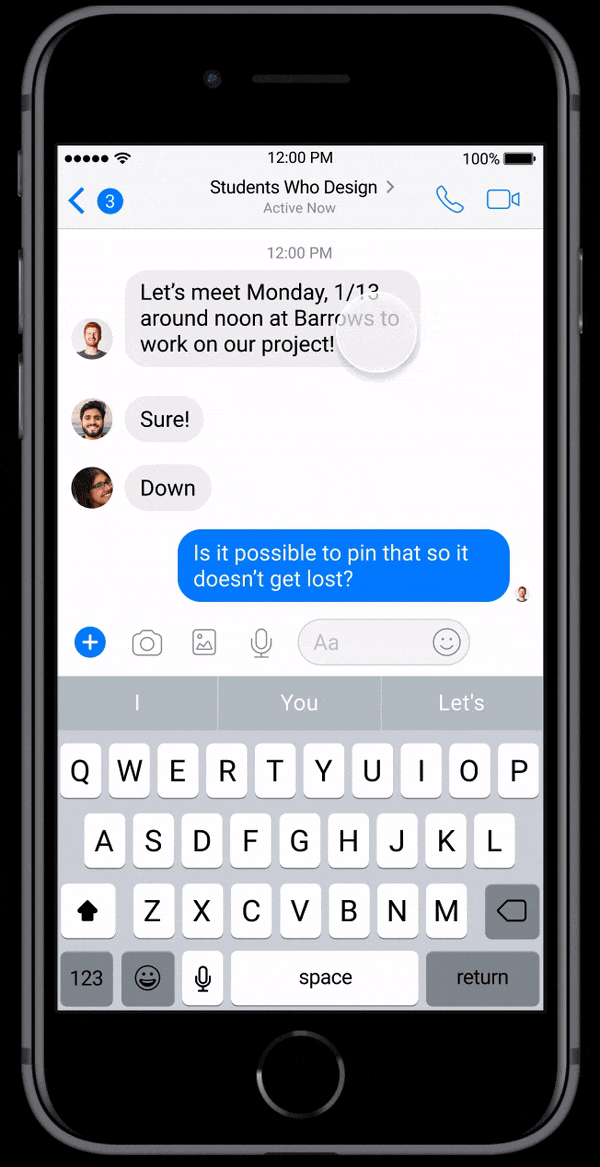 12:00 PM
100%
3
Students Who Design
Active Now
12:00 PM
Let’s meet Monday, 1/13
around noon at Barrows to
work on our project!
Sure!
Down
Is it possible to pin that so it
doesn’t get lost?
Aa
I
You
Let's
Q W E R T Y U I O P
A S D F G H J K L
Z X C V B N M
123
space
return